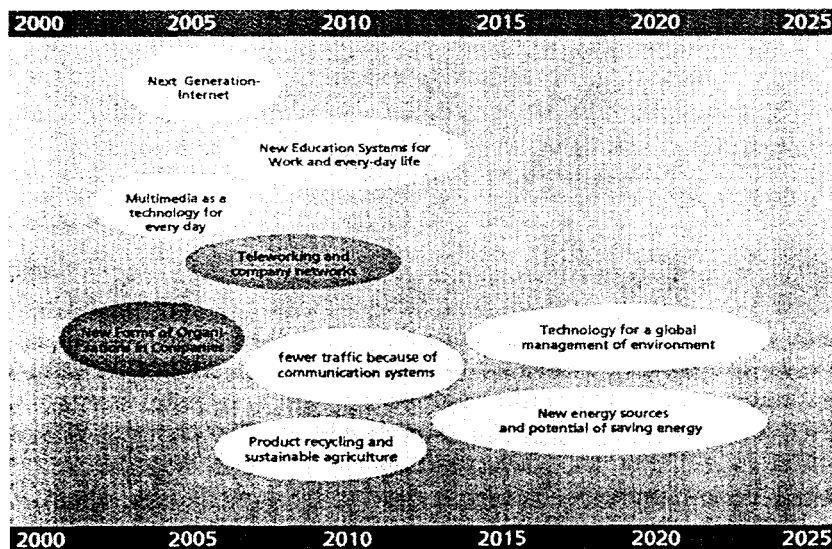 2000 2005 2010 2015 2020 2025
Next Generation-
Internet
New Education Systems for
Work and every-day life
Multimedia as a
technology for
every day
Teleworking and
company networks
New Forms of Organi-
zations in Companies
Technology for a global
management of environment
fewer traffic because of
communication systems
New energy sources
and potential of saving energy
Product recycling and
sustainable agriculture
2000 2005 2010 2015 2020 2025